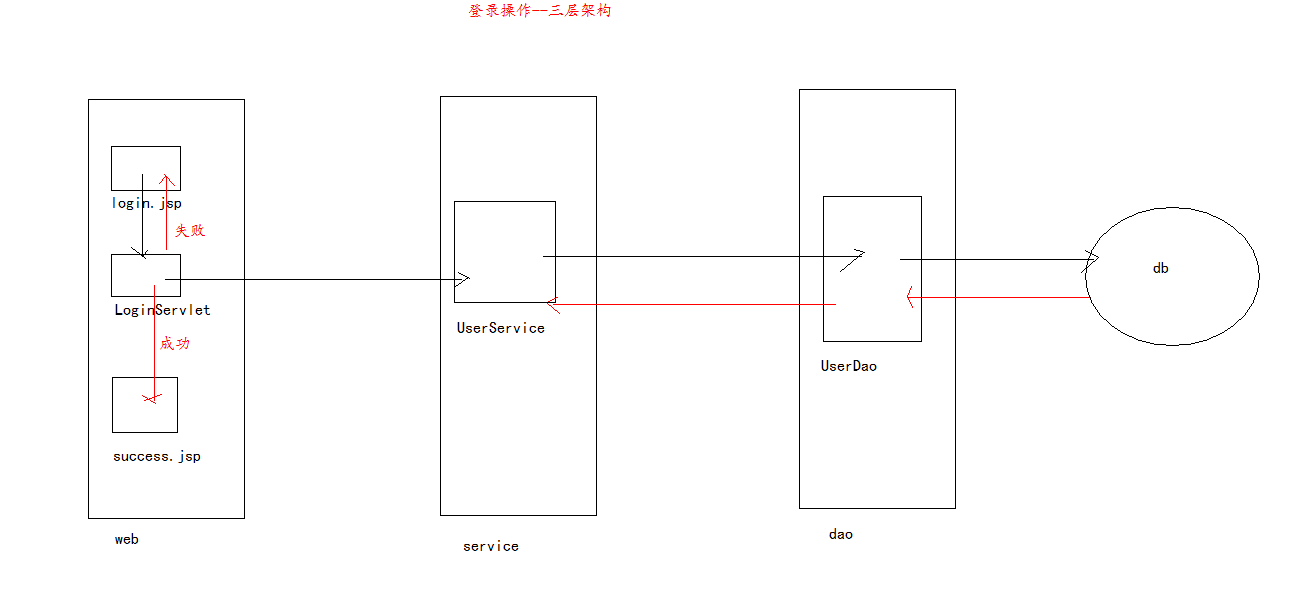 登录操作--三层架构
login.jsp
失败
LoginServlet
成功
success.jsp
web
UserService
service
UserDao
dao
db